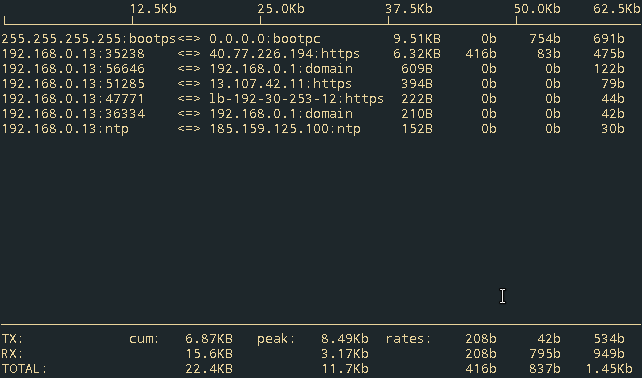 12.5Kb 25.0Kb 37.5Kb 50.0Kb 62.5Kb
255.255.255.255:bootps<=> 0.0.0.0:bootpc 9.51KB 0b 754b 691b
192.168.0.13:35238 <=> 40.77.226.194:https 6.32KB 416b 83b 475b
192.168.0.13:56646 <=> 192.168.0.1:domain 609B 0b 0b 122b
192.168.0.13:51285 <=> 13.107.42.11:https 394B 0b 0b 79b
192.168.0.13:47771 <=> lb-192-30-253-12:https 222B 0b 0b 44b
192.168.0.13:36334 <=> 192.168.0.1:domain 210B 0b 0b 42b
192.168.0.13:ntp <=> 185.159.125.100:ntp 152B 0b 0b 30b
TX: cum: 6.87KB peak: 8.49Kb rates: 208b 42b 534b
RX: 15.6KB 3.17Kb 208b 795b 949b
TOTAL: 22.4KB 11.7Kb 416b 837b 1.45Kb